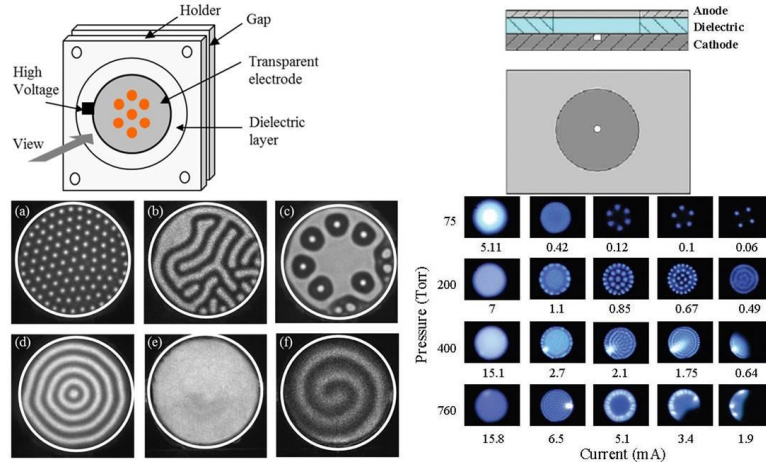 Holder
Gap
Transparent
electrode
High
Voltage
View
Dielectric
layer
(a)
(b)
(c)
(d)
(e)
(f)
Anode
Dielectric
Cathode
Pressure (Torr)
75
5.11 0.42 0.12 0.1 0.06
200
7 1.1 0.85 0.67 0.49
400
15.1 2.7 2.1 1.75 0.64
760
15.8 6.5 5.1 3.4 1.9
Current (mA)